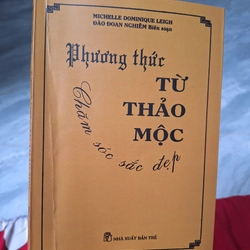 MICHELLE DOMINIQUE LEIGH
ĐÀO ĐOAN NGHIÊM Biên soạn
Phương thức
TỪ
THẢO
MỘC
Chăm sóc sắc đẹp
NHÀ XUẤT BẢN TRẺ